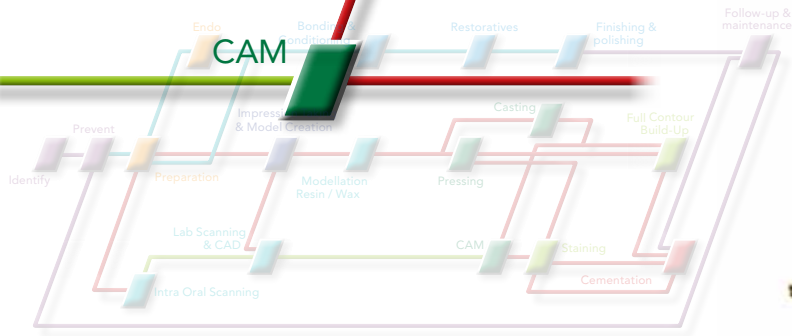 Follow-up &
maintenance
Endo
Bonding &
Conditioning
Restoratives
Finishing &
polishing
CAM
Casting
Impress
& Model Creation
Full Contour
Build-Up
Prevent
Identify
Preparation
Modellation
Resin / Wax
Pressing
Lab Scanning
& CAD
CAM
Staining
Cementation
Intra Oral Scanning